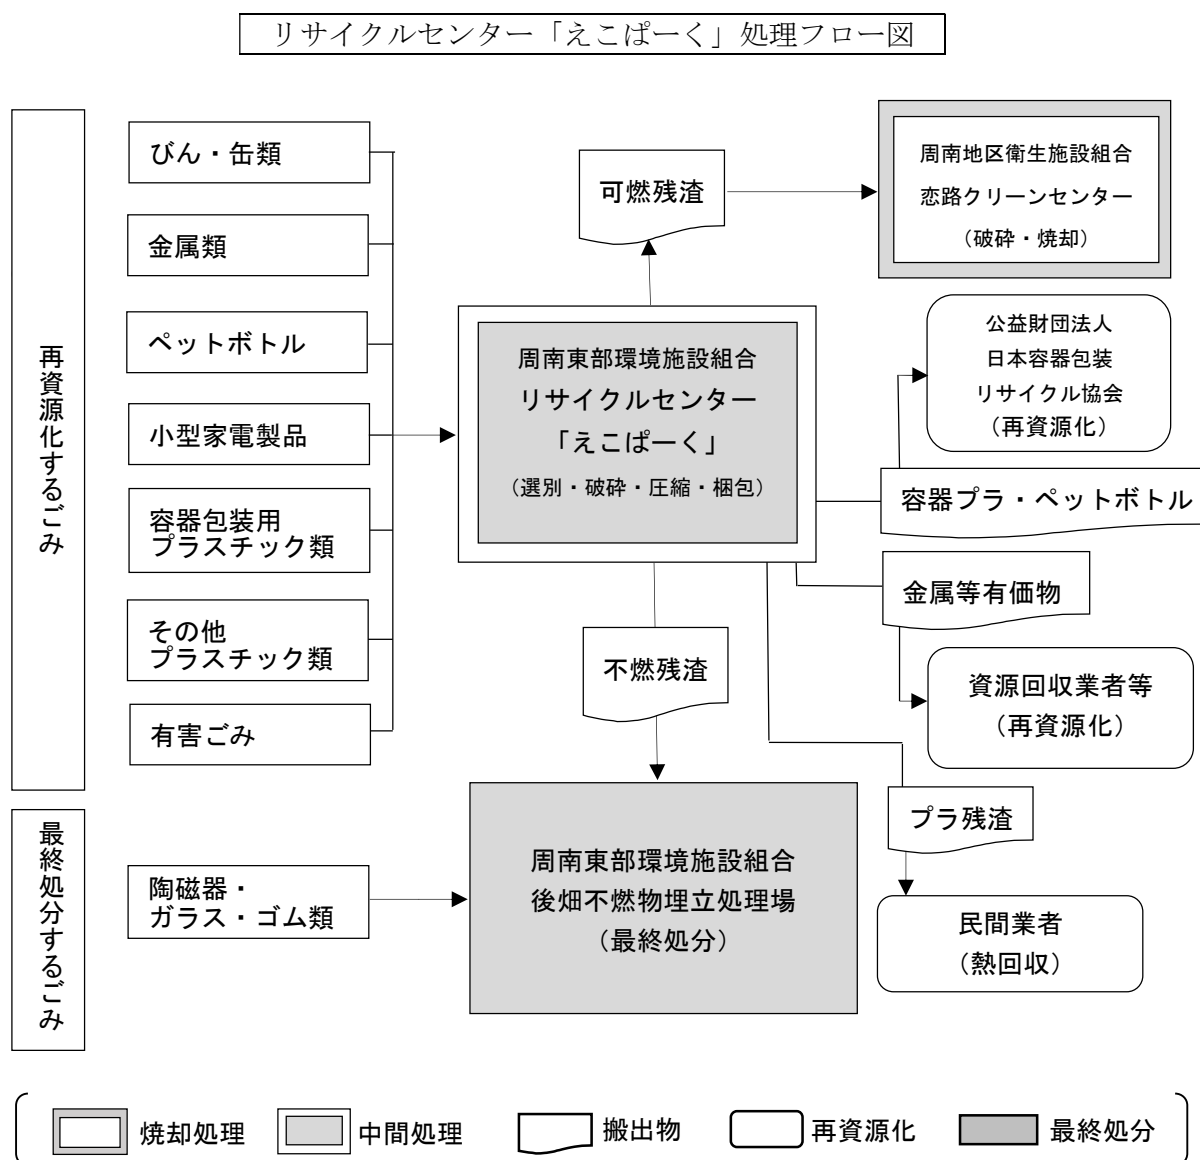 リサイクルセンター「えこぱーく」処理フロー図
再資源化するごみ
びん・缶類
金属類
ペットボトル
小型家電製品
容器包装用
プラスチック類
その他
プラスチック類
有害ごみ
最終処分するごみ
陶磁器・
ガラス・ゴム類
可燃残渣
周南地区衛生施設組合
恋路クリーンセンター
（破砕・焼却）
周南東部環境施設組合
リサイクルセンター
「えこぱーく」
（選別・破砕・圧縮・梱包）
公益財団法人
日本容器包装
リサイクル協会
（再資源化）
容器プラ・ペットボトル
金属等有価物
資源回収業者等
（再資源化）
不燃残渣
プラ残渣
周南東部環境施設組合
後畑不燃物埋立処理場
（最終処分）
民間業者
（熱回収）
焼却処理
中間処理
搬出物
再資源化
最終処分